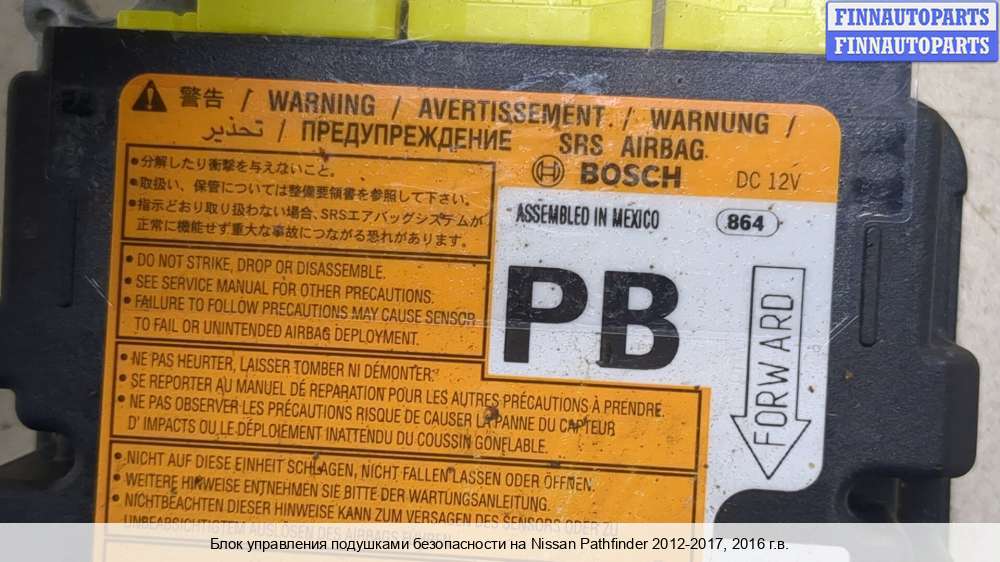 FINNAUTOPARTS
FINNAUTOPARTS
警告 / WARNING / AVERTISSEMENT / WARNUNG /
تحذير / ПРЕДУПРЕЖДЕНИЕ SRS AIRBAG
BOSCH DC 12V
•分解したり衝撃を与えないこと。
•取扱い、保管については整備要領書を参照して下さい。
•指示どおり取り扱わない場合、SRSエアバッグシステムが
正常に機能せず重大な事故につながる恐れがあります。
ASSEMBLED IN MEXICO 864
PB
FORWARD
• DO NOT STRIKE, DROP OR DISASSEMBLE.
• SEE SERVICE MANUAL FOR OTHER PRECAUTIONS.
• FAILURE TO FOLLOW PRECAUTIONS MAY CAUSE SENSOR
TO FAIL OR UNINTENDED AIRBAG DEPLOYMENT.
• NE PAS HEURTER, LAISSER TOMBER NI DÉMONTER.
• SE REPORTER AU MANUEL DE RÉPARATION POUR LES AUTRES PRÉCAUTIONS À PRENDRE.
• NE PAS OBSERVER LES PRÉCAUTIONS RISQUE DE CAUSER LA PANNE DU CAPTEUR
D' IMPACTS OU LE DÉPLOIEMENT INATTENDU DU COUSSIN GONFLABLE.
• NICHT AUF DIESE EINHEIT SCHLAGEN, NICHT FALLEN LASSEN ODER ÖFFNEN.
• WEITERE HINWEISE ENTNEHMEN SIE BITTE DER WARTUNGSANLEITUNG.
• NICHTBEACHTEN DIESER HINWEISE KANN ZUM VERSAGEN DES SENSORS ODER ZU
UNBEABSICHTIGTEM AUSLÖSEN DES AIRBAGS
Блок управления подушками безопасности на Nissan Pathfinder 2012-2017, 2016 г.в.